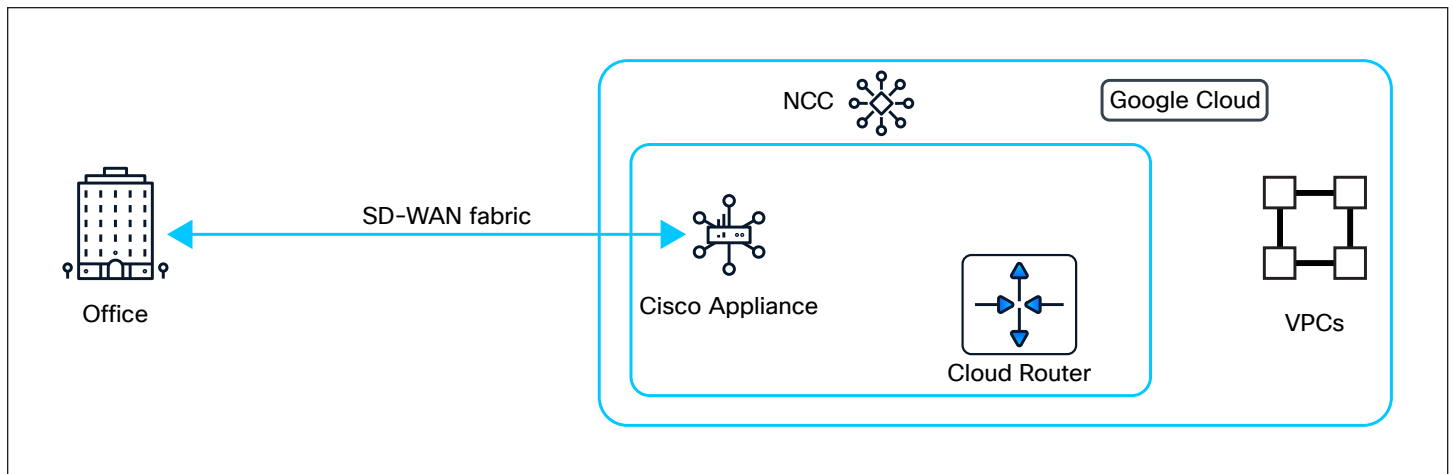 NCC
Google Cloud
SD-WAN fabric
Office
Cisco Appliance
Cloud Router
VPCs